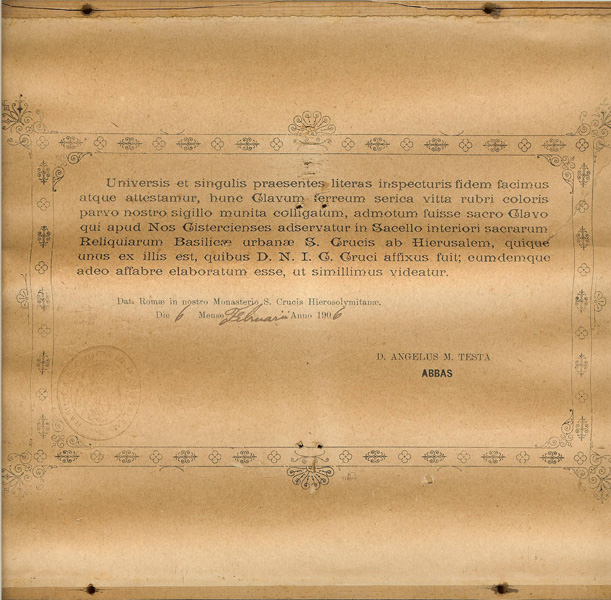 Universis et singulis praesentes literas inspecturis fidem facimus
atque attestamur, hunc Clavum ferreum serica vitta rubri coloris
parvo nostro sigillo munita colligatum, admotum fuisse sacro Clavo
qui apud Nos Cistercienses adservatur in Sacello interiori sacrarum
Reliquiarum Basilicæ urbanæ S. Crucis ab Hierusalem, quique
unus ex illis est, quibus D. N. I. C. Cruci affixus fuit; eumdemque
adeo affabre elaboratum esse, ut simillimus videatur.
Dat. Romæ in nostro Monasterio S. Crucis Hierosolymitanæ.
Die 6 Mense Februarii Anno 1906
D. ANGELUS M. TESTA
ABBAS